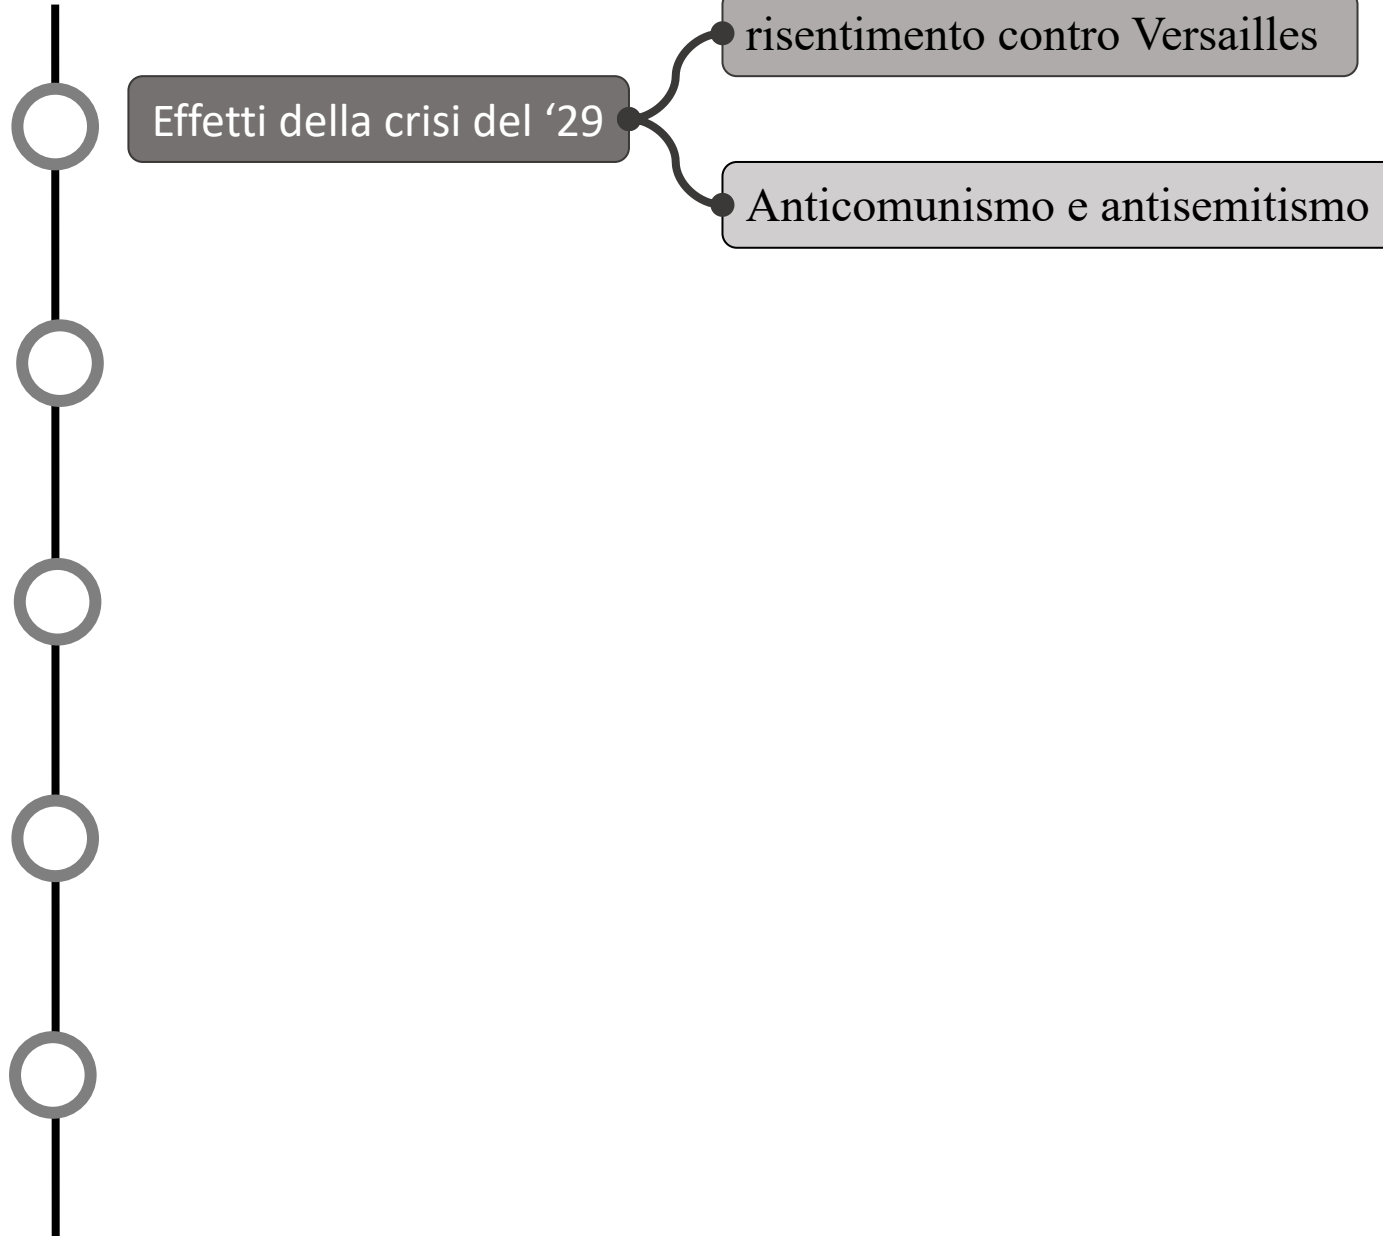 risentimento contro Versailles
Effetti della crisi del ‘29
Anticomunismo e antisemitismo